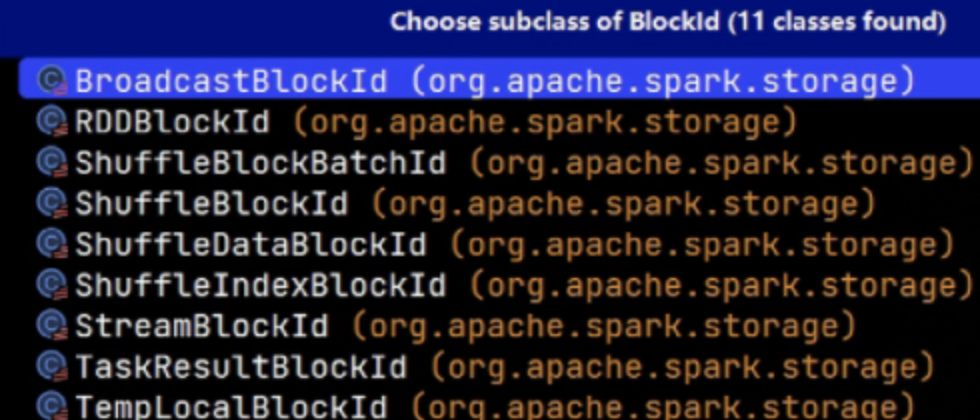 Choose subclass of BlockId (11 classes found)
BroadcastBlockId (org.apache.spark.storage)
RDDBlockId (org.apache.spark.storage)
ShuffleBlockBatchId (org.apache.spark.storage)
ShuffleBlockId (org.apache.spark.storage)
ShuffleDataBlockId (org.apache.spark.storage)
ShuffleIndexBlockId (org.apache.spark.storage)
StreamBlockId (org.apache.spark.storage)
TaskResultBlockId (org.apache.spark.storage)
TempLocalBlockId (org.apache.spark.storage)